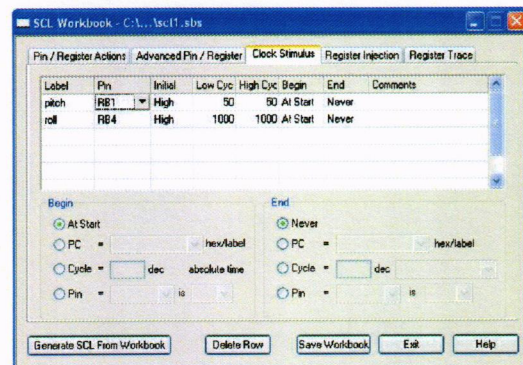 SCL Workbook - C:\...\scl1.sbs
Pin / Register Actions Advanced Pin / Register Clock Stimulus Register Injection Register Trace
Label Pin Initial Low Cyc High Cyc Begin End Comments
pitch RB1 High 50 50 At Start Never
roll RB4 High 1000 1000 At Start Never
Begin End
At Start Never
PC = hex/label PC = hex/label
Cycle = dec absolute time Cycle = dec
Pin = is Pin = is
Generate SCL From Workbook Delete Row Save Workbook Exit Help